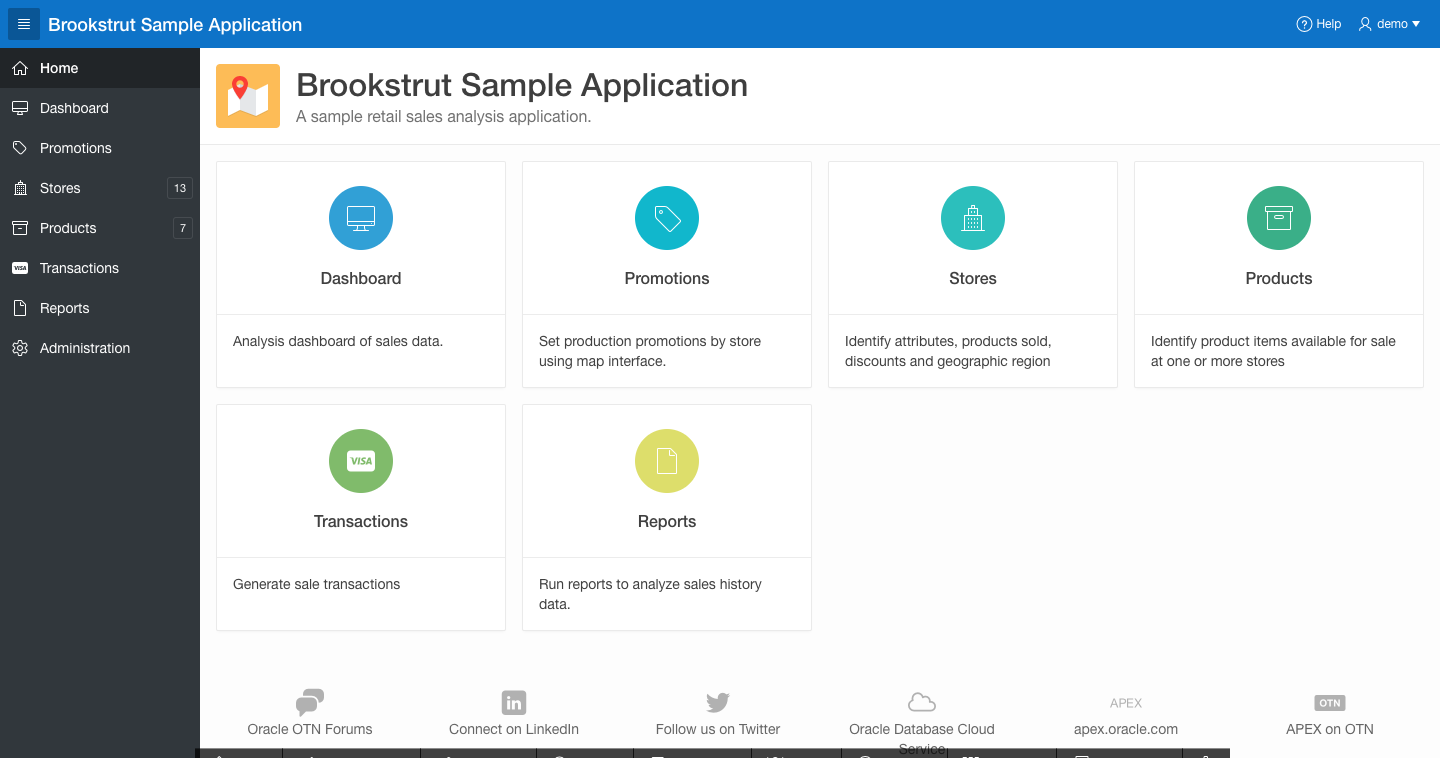 Brookstrut Sample Application
Help
demo
Home
Dashboard
Promotions
Stores
13
Products
7
Transactions
VISA
Reports
Administration
Brookstrut Sample Application
A sample retail sales analysis application.
Dashboard
Analysis dashboard of sales data.
Promotions
Set production promotions by store
using map interface.
Stores
Identify attributes, products sold,
discounts and geographic region
Products
Identify product items available for sale
at one or more stores
VISA
Transactions
Generate sale transactions
Reports
Run reports to analyze sales history
data.
Oracle OTN Forums
in
Connect on LinkedIn
Follow us on Twitter
Oracle Database Cloud
Service
APEX
apex.oracle.com
OTN
APEX on OTN